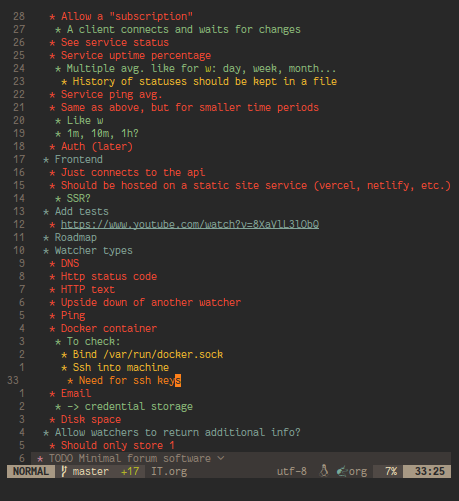 28 * Allow a "subscription"
27 * A client connects and waits for changes
26 * See service status
25 * Service uptime percentage
24 * Multiple avg. like for w: day, week, month...
23 * History of statuses should be kept in a file
22 * Service ping avg.
21 * Same as above, but for smaller time periods
20 * Like w
19 * 1m, 10m, 1h?
18 * Auth (later)
17 * Frontend
16 * Just connects to the api
15 * Should be hosted on a static site service (vercel, netlify, etc.)
14 * SSR?
13 * Add tests
12 * https://www.youtube.com/watch?v=8XaVlL3lObQ
11 * Roadmap
10 * Watcher types
9 * DNS
8 * Http status code
7 * HTTP text
6 * Upside down of another watcher
5 * Ping
4 * Docker container
3 * To check:
2 * Bind /var/run/docker.sock
1 * Ssh into machine
33 * Need for ssh keys
1 * Email
2 * -> credential storage
3 * Disk space
4 * Allow watchers to return additional info?
5 * Should only store 1
6 * TODO Minimal forum software
NORMAL master +17 IT.org utf-8 org 7% 33:25